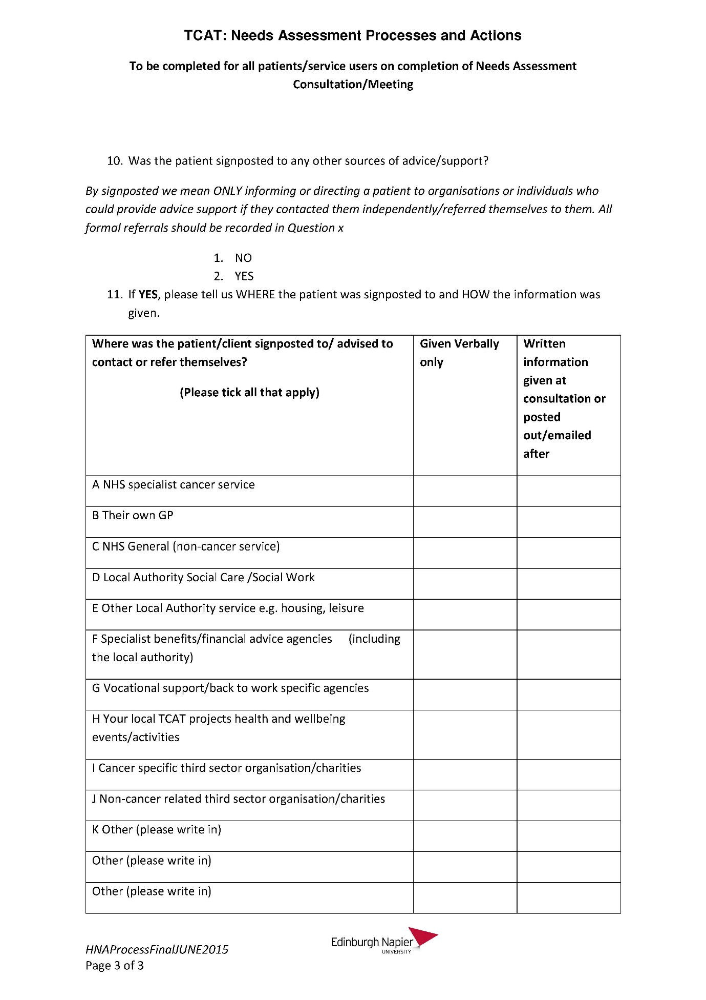 TCAT: Needs Assessment Processes and Actions
To be completed for all patients/service users on completion of Needs Assessment
Consultation/Meeting
10. Was the patient signposted to any other sources of advice/support?
By signposted we mean ONLY informing or directing a patient to organisations or individuals who
could provide advice support if they contacted them independently/referred themselves to them. All
formal referrals should be recorded in Question x
1. NO
2. YES
11. If YES, please tell us WHERE the patient was signposted to and HOW the information was
given.
Where was the patient/client signposted to/ advised to
contact or refer themselves?
(Please tick all that apply)
Given Verbally
only
Written
information
given at
consultation or
posted
out/emailed
after
A NHS specialist cancer service
B Their own GP
C NHS General (non-cancer service)
D Local Authority Social Care /Social Work
E Other Local Authority service e.g. housing, leisure
F Specialist benefits/financial advice agencies (including
the local authority)
G Vocational support/back to work specific agencies
H Your local TCAT projects health and wellbeing
events/activities
I Cancer specific third sector organisation/charities
J Non-cancer related third sector organisation/charities
K Other (please write in)
Other (please write in)
Other (please write in)
HNAProcessFinalJUNE2015
Page 3 of 3
Edinburgh Napier
UNIVERSITY